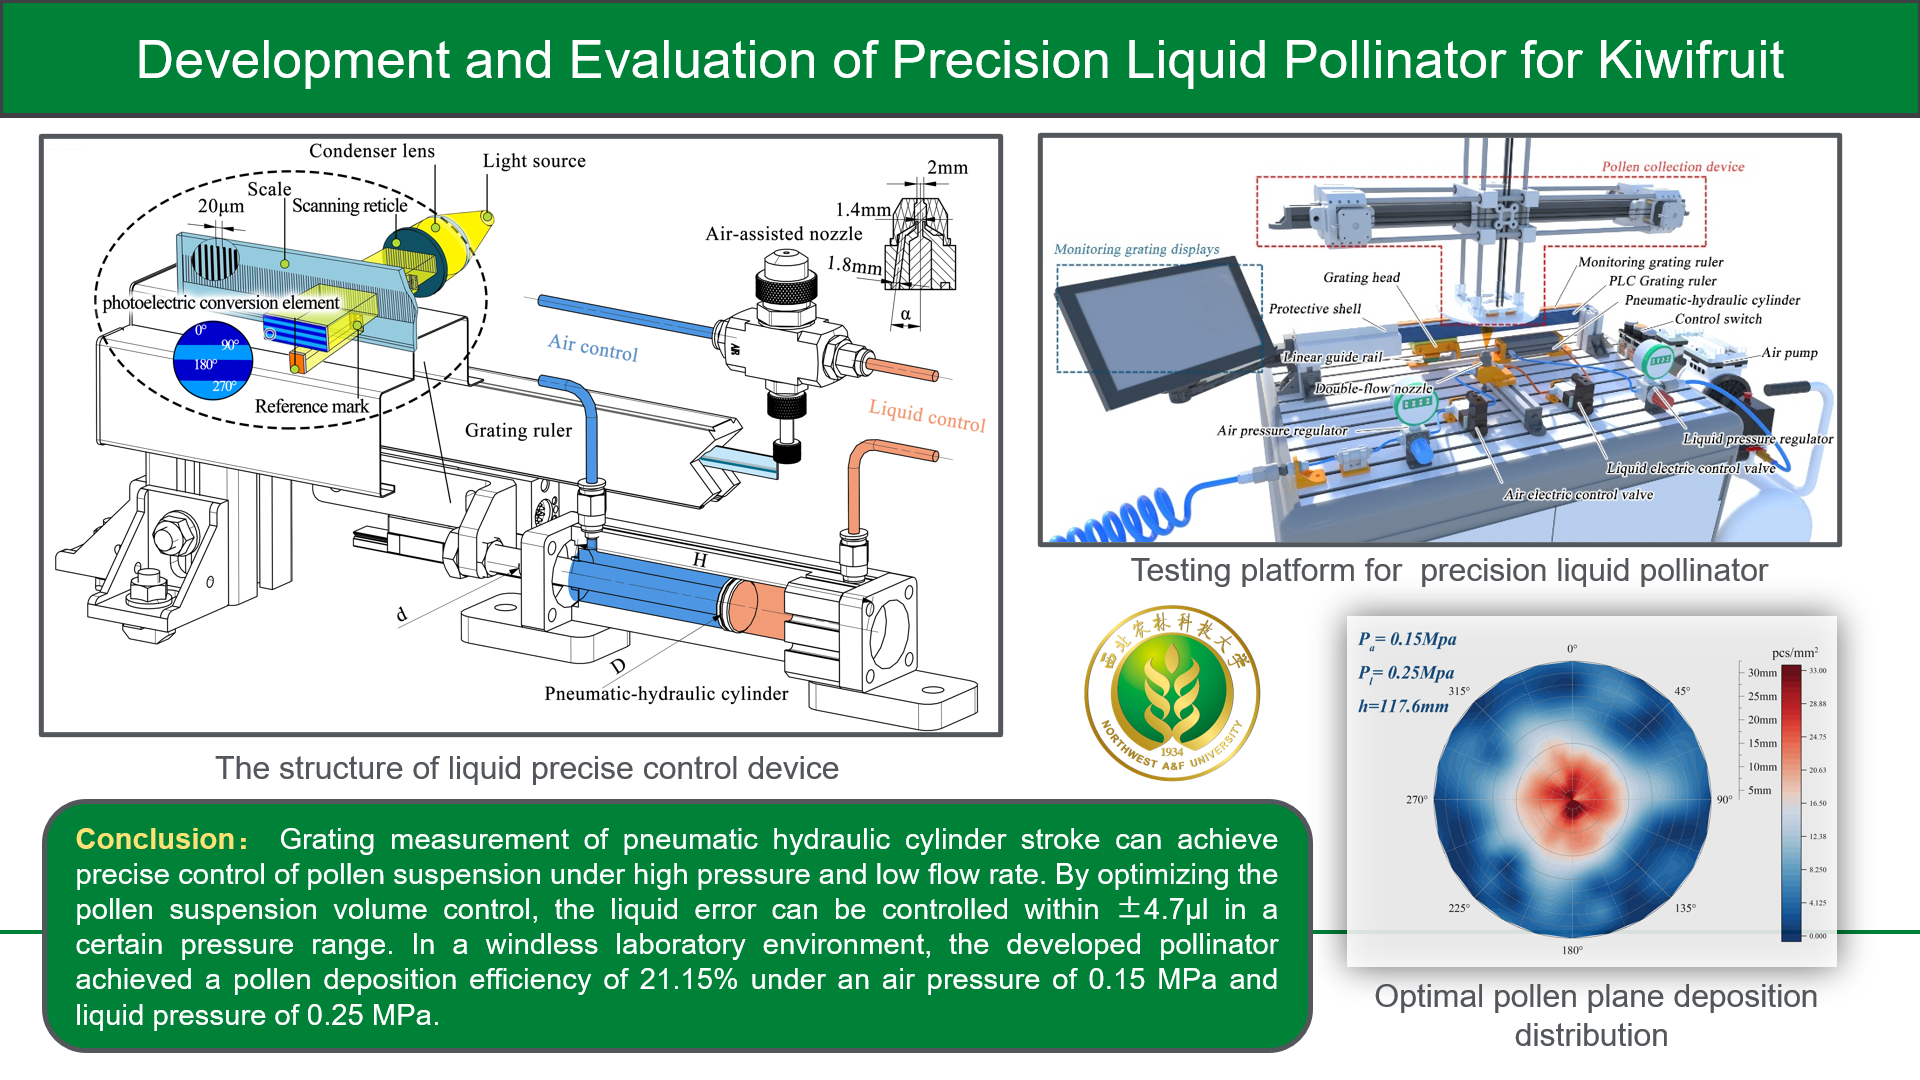 Development and Evaluation of Precision Liquid Pollinator for Kiwifruit
Condenser lens
Light source
Scale
20μm
Scanning reticle
photoelectric conversion element
0°
90°
180°
270°
Reference mark
Air-assisted nozzle
2mm
1.4mm
1.8mm
α
AIR
Air control
Liquid control
Grating ruler
H
d
D
Pneumatic-hydraulic cylinder
The structure of liquid precise control device
Pollen collection device
Monitoring grating displays
Grating head
Protective shell
Monitoring grating ruler
PLC Grating ruler
Pneumatic-hydraulic cylinder
Control switch
Air pump
Linear guide rail
Double-flow nozzle
Air pressure regulator
Liquid pressure regulator
Liquid electric control valve
Air electric control valve
Testing platform for precision liquid pollinator
西北农林科技大学
1934
NORTHWEST A&F UNIVERSITY
Pa= 0.15Mpa
Pl= 0.25Mpa
h=117.6mm
0°
45°
90°
135°
180°
225°
270°
315°
pcs/mm²
30mm
25mm
20mm
15mm
10mm
5mm
33.00
28.88
24.75
20.63
16.50
12.38
8.250
4.125
0.000
Optimal pollen plane deposition
distribution
Conclusion： Grating measurement of pneumatic hydraulic cylinder stroke can achieve
precise control of pollen suspension under high pressure and low flow rate. By optimizing the
pollen suspension volume control, the liquid error can be controlled within ±4.7μl in a
certain pressure range. In a windless laboratory environment, the developed pollinator
achieved a pollen deposition efficiency of 21.15% under an air pressure of 0.15 MPa and
liquid pressure of 0.25 MPa.